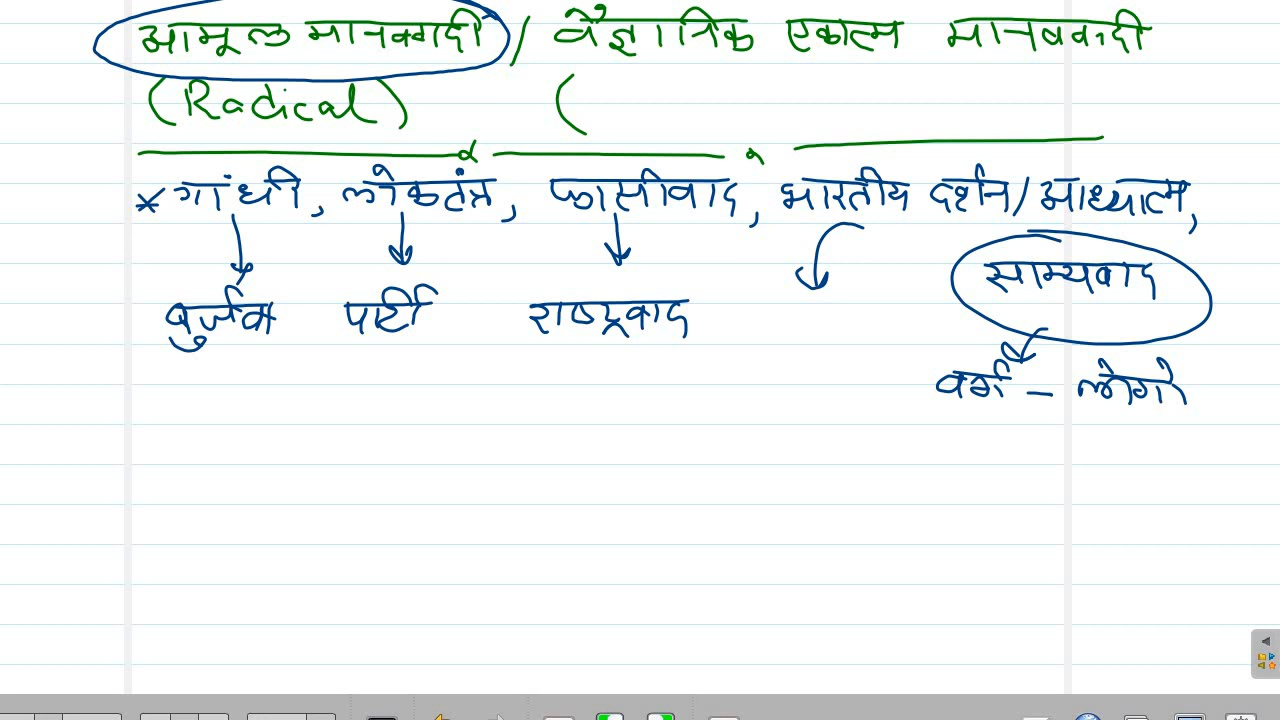 आमूल मानववादी / वैज्ञानिक एकात्म मानववादी
(Radical) (
* गांधी, लोकतंत्र, फासीवाद, भारतीय दर्शन/आध्यात्म,
साम्यवाद
बुर्जुवा पार्टी राष्ट्रवाद
वर्ग - लोगो